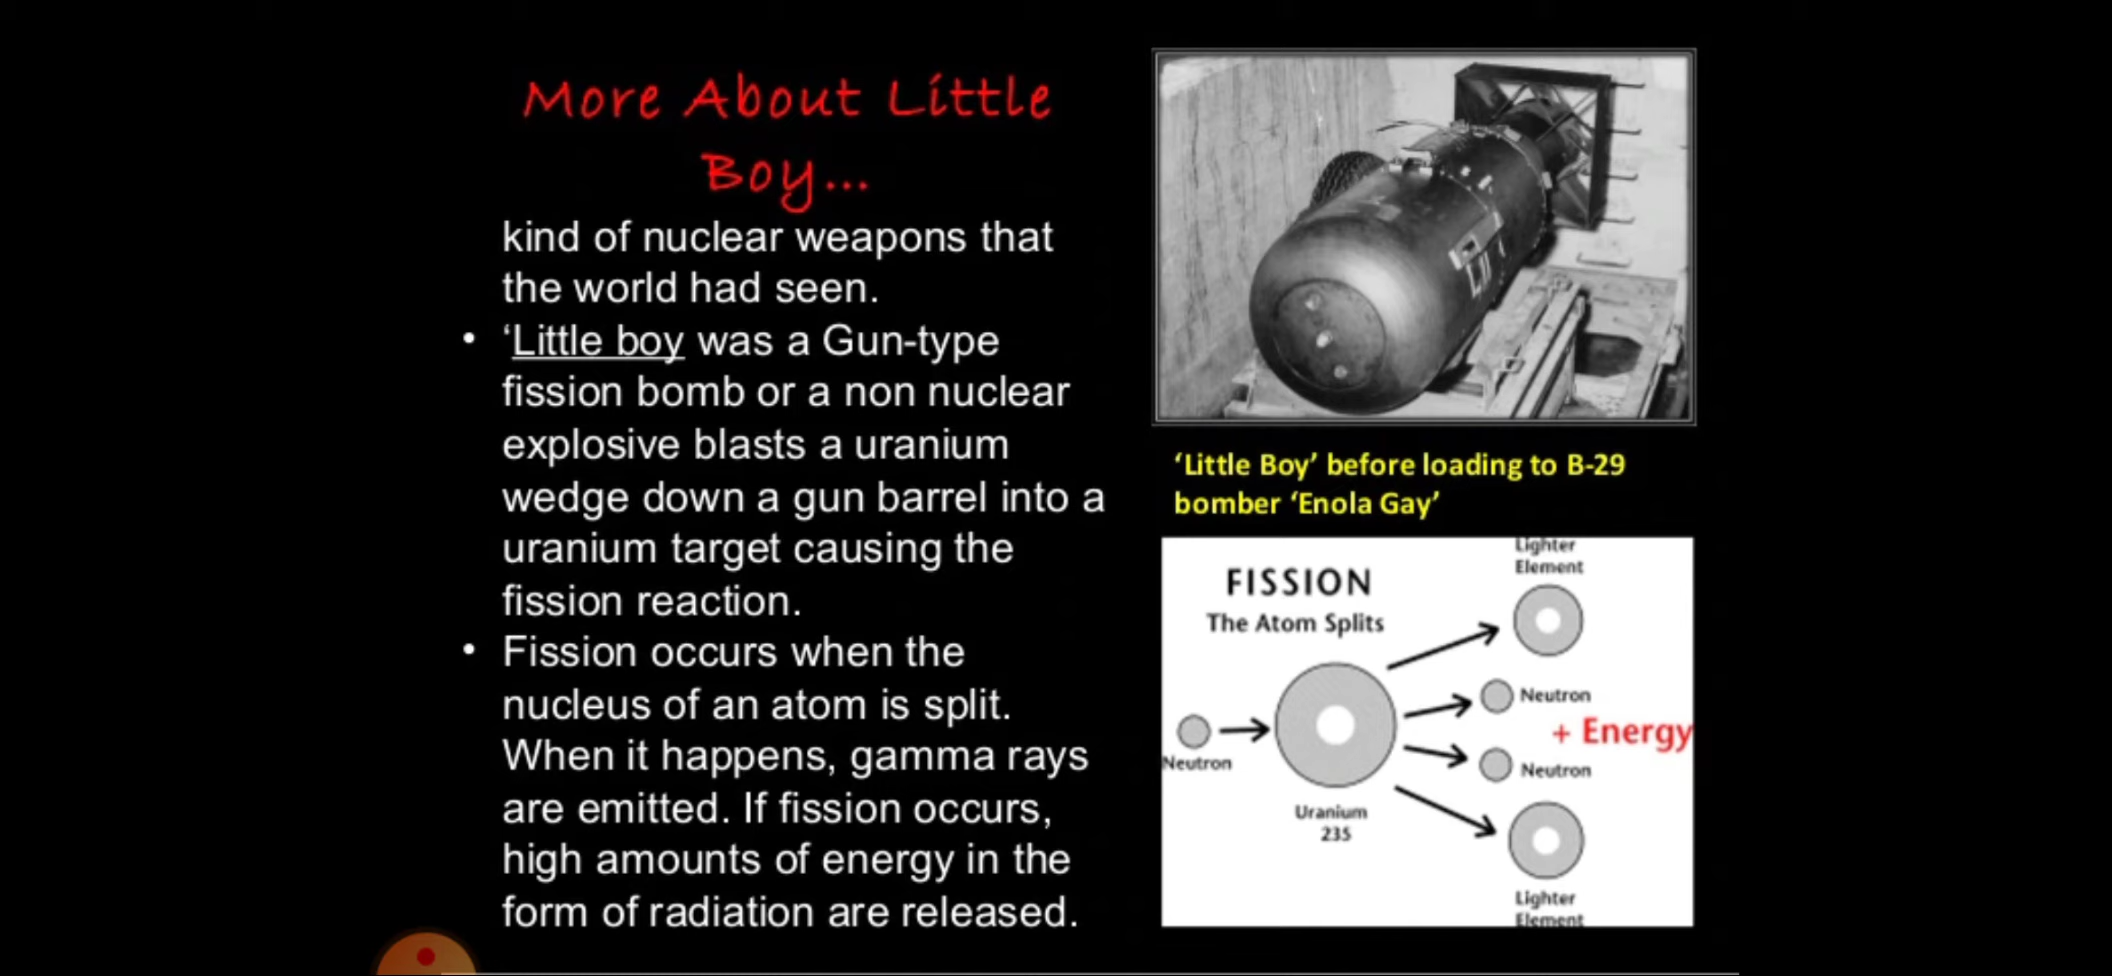 More About Little
Boy...
kind of nuclear weapons that
the world had seen.
• ‘Little boy was a Gun-type
fission bomb or a non nuclear
explosive blasts a uranium
wedge down a gun barrel into a
uranium target causing the
fission reaction.
• Fission occurs when the
nucleus of an atom is split.
When it happens, gamma rays
are emitted. If fission occurs,
high amounts of energy in the
form of radiation are released.
‘Little Boy’ before loading to B-29
bomber ‘Enola Gay’
FISSION
The Atom Splits
Lighter
Element
Neutron
+ Energy
Neutron
Neutron
Uranium
235
Lighter
Element